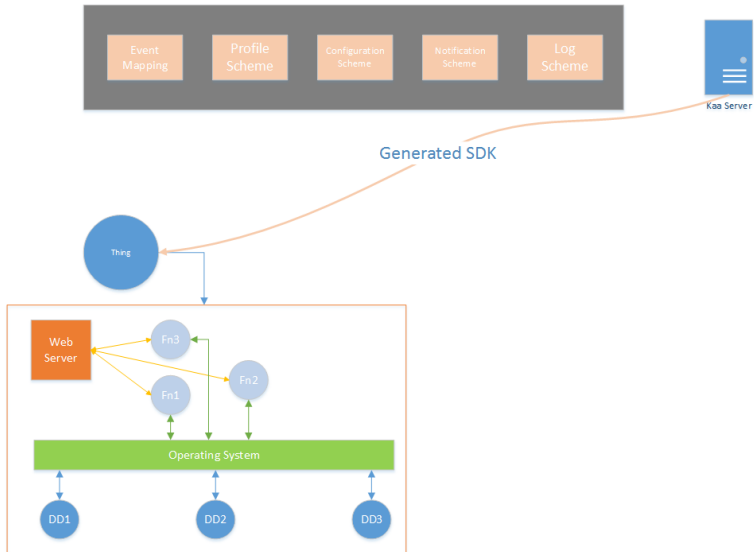 Event
Mapping
Profile
Scheme
Configuration
Scheme
Notification
Scheme
Log
Scheme
Kaa Server
Generated SDK
Thing
Web
Server
Fn3
Fn2
Fn1
Operating System
DD1
DD2
DD3